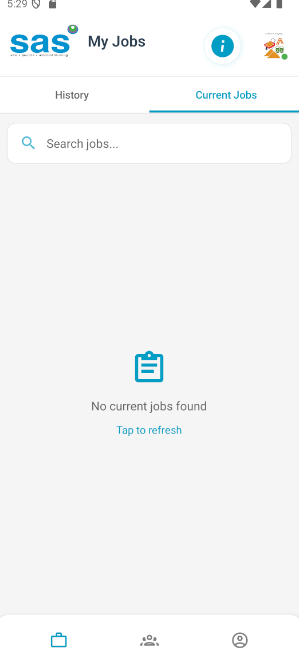 5:29
sas
My Jobs
History
Current Jobs
Search jobs...
No current jobs found
Tap to refresh